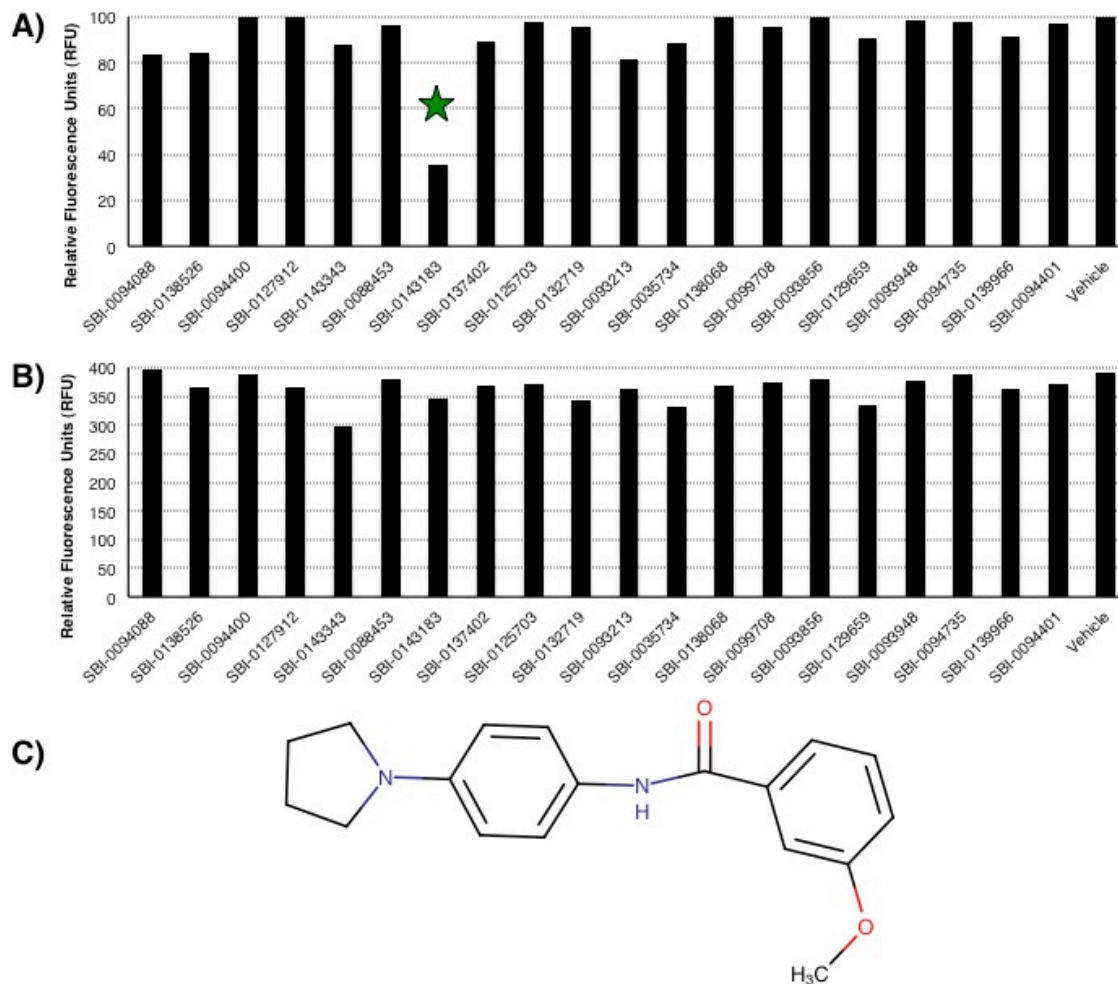 A)
Relative Fluorescence Units (RFU)
100
80
60
40
20
0
SBI-0094088
SBI-0138526
SBI-0094400
SBI-0127912
SBI-0143343
SBI-0088453
SBI-0143183
SBI-0137402
SBI-0125703
SBI-0132719
SBI-0093213
SBI-0035734
SBI-0138068
SBI-0099708
SBI-0093856
SBI-0129659
SBI-0093948
SBI-0094735
SBI-0139966
SBI-0094401
Vehicle
B)
Relative Fluorescence Units (RFU)
400
350
300
250
200
150
100
50
0
SBI-0094088
SBI-0138526
SBI-0094400
SBI-0127912
SBI-0143343
SBI-0088453
SBI-0143183
SBI-0137402
SBI-0125703
SBI-0132719
SBI-0093213
SBI-0035734
SBI-0138068
SBI-0099708
SBI-0093856
SBI-0129659
SBI-0093948
SBI-0094735
SBI-0139966
SBI-0094401
Vehicle
C)
O
N
N
H
O
H₃C